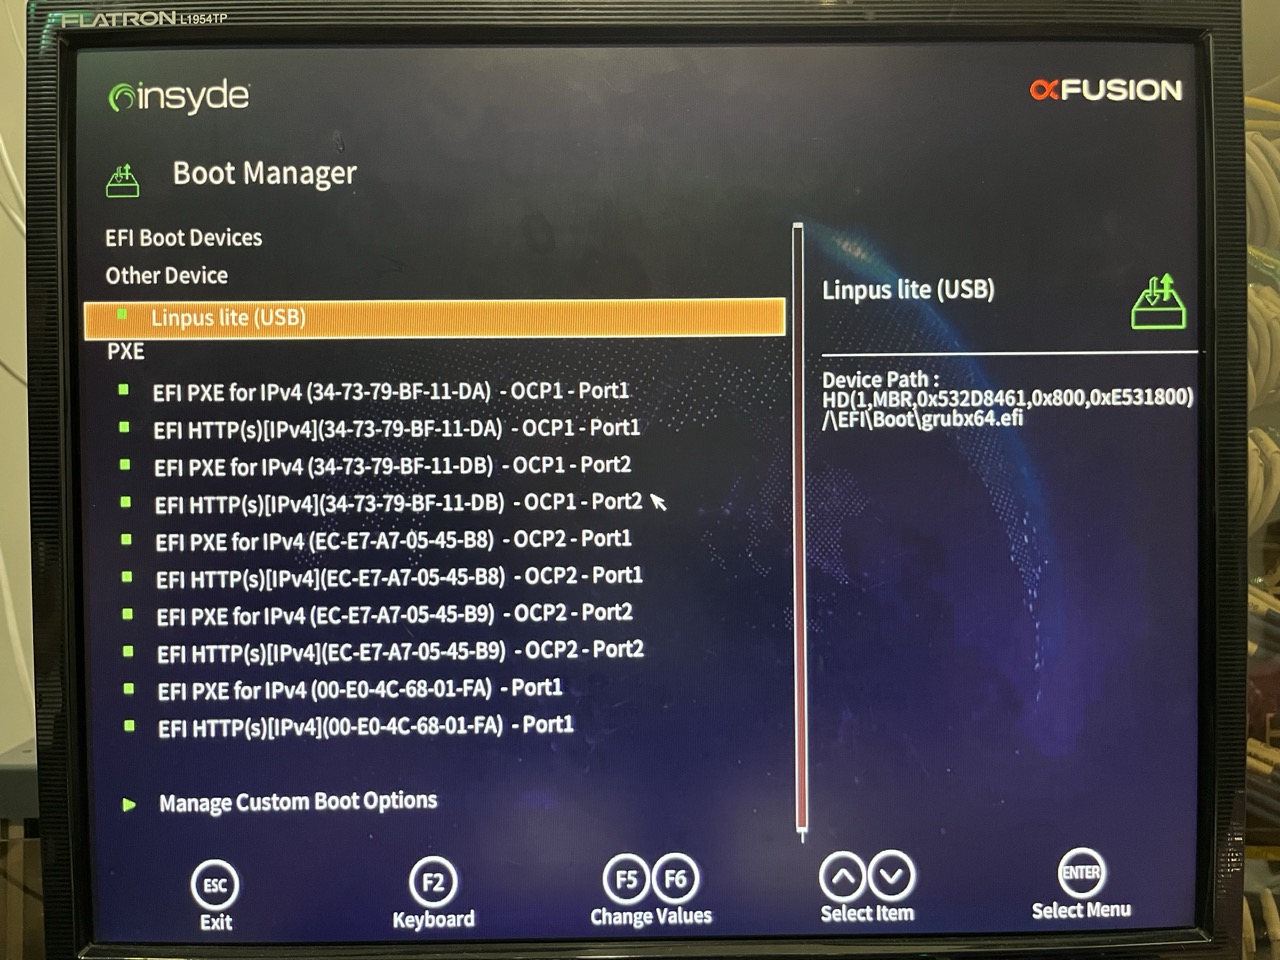 FLATRON L1954TP
insyde
FUSION
Boot Manager
EFI Boot Devices
Other Device
Linpus lite (USB)
PXE
EFI PXE for IPv4 (34-73-79-BF-11-DA) - OCP1 - Port1
EFI HTTP(s)[IPv4](34-73-79-BF-11-DA) - OCP1 - Port1
EFI PXE for IPv4 (34-73-79-BF-11-DB) - OCP1 - Port2
EFI HTTP(s)[IPv4](34-73-79-BF-11-DB) - OCP1 - Port2
EFI PXE for IPv4 (EC-E7-A7-05-45-B8) - OCP2 - Port1
EFI HTTP(s)[IPv4](EC-E7-A7-05-45-B8) - OCP2 - Port1
EFI PXE for IPv4 (EC-E7-A7-05-45-B9) - OCP2 - Port2
EFI HTTP(s)[IPv4](EC-E7-A7-05-45-B9) - OCP2 - Port2
EFI PXE for IPv4 (00-E0-4C-68-01-FA) - Port1
EFI HTTP(s)[IPv4](00-E0-4C-68-01-FA) - Port1
Manage Custom Boot Options
Linpus lite (USB)
Device Path :
HD(1,MBR,0x532D8461,0x800,0xE531800)
/\EFI\Boot\grubx64.efi
ESC
Exit
F2
Keyboard
F5 F6
Change Values
Select Item
ENTER
Select Menu